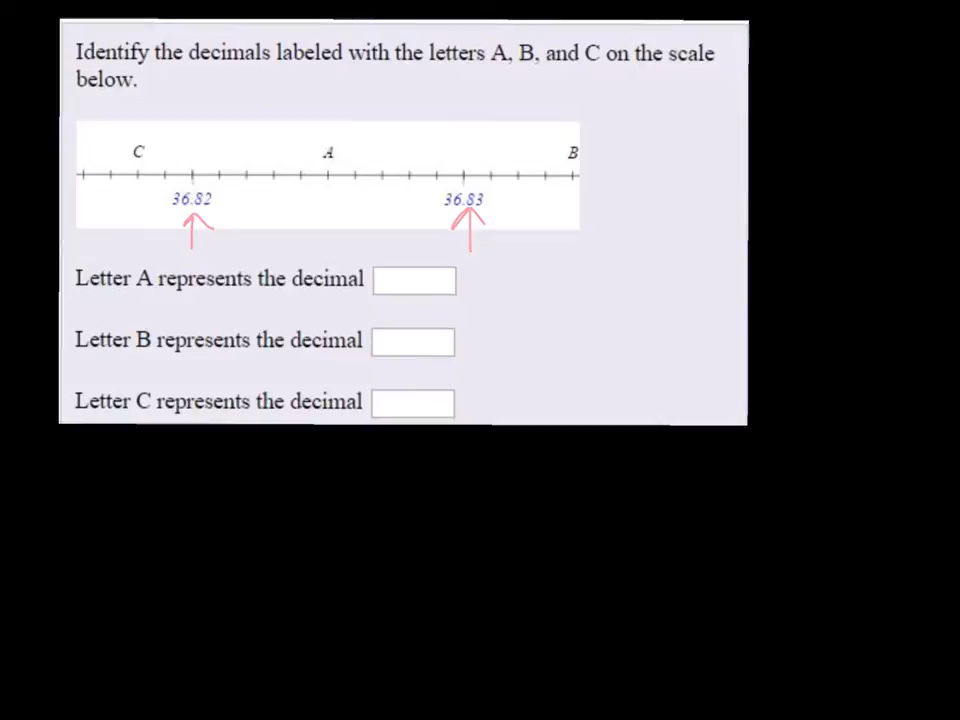 Identify the decimals labeled with the letters A, B, and C on the scale
below.
C A B
36.82 36.83
Letter A represents the decimal
Letter B represents the decimal
Letter C represents the decimal